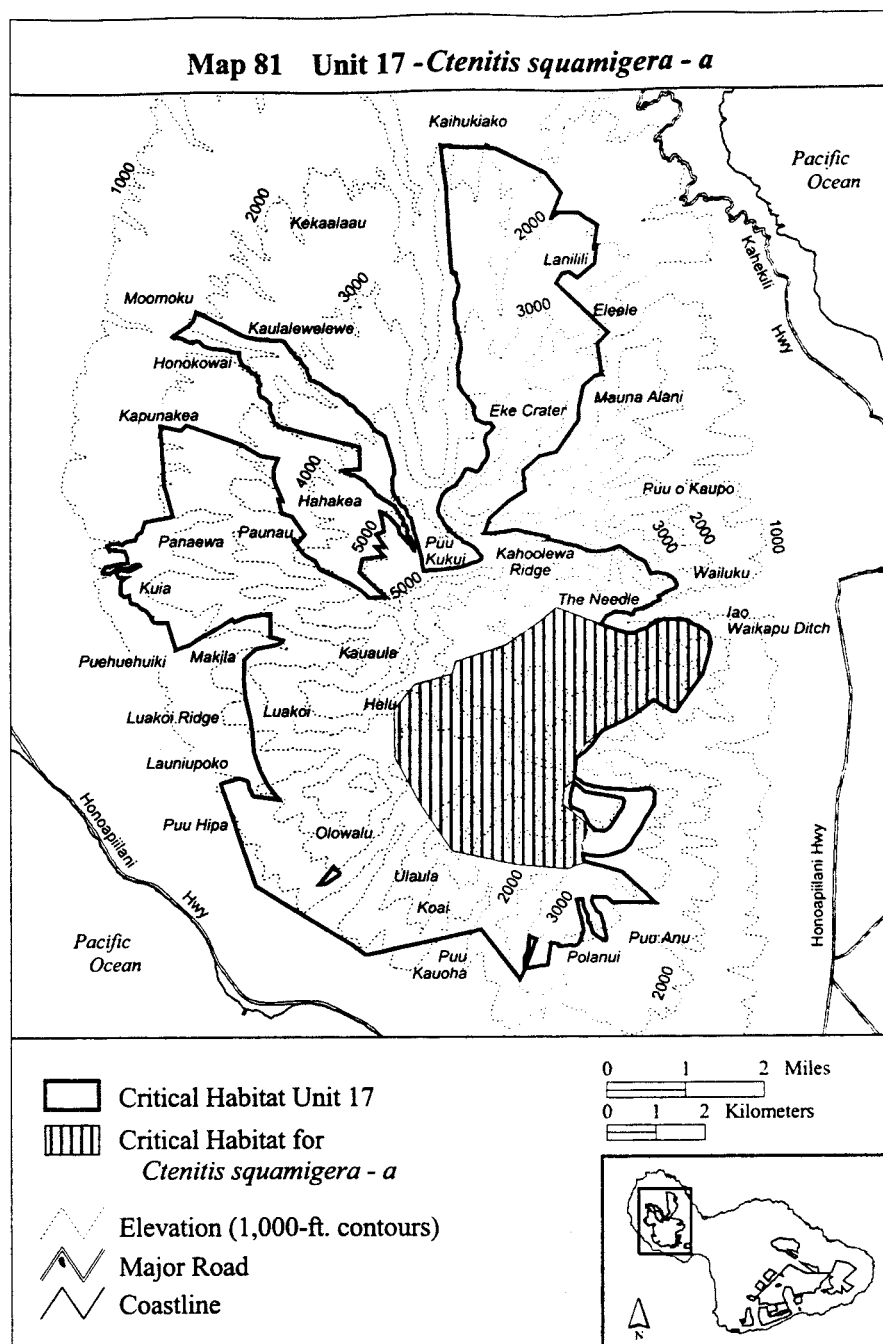 Map 81 Unit 17 - Ctenitis squamigera - a
Kaihukiako
Pacific
Ocean
1000
2000
Kekaalaau
2000
Lanilili
Kahekili
Hwy
3000
3000
Eleele
Moomoku
Kaulalewelewe
Honokowai
Mauna Alani
Kapunakea
Eke Crater
4000
Hahakea
Puu o Kaupo
3000
2000
1000
Panaewa
Paunau
5000
Puu
Kukui
Kahoolewa
Ridge
Wailuku
5000
Kuia
The Needle
Iao
Waikapu Ditch
Puehuehuiki
Makila
Kauaula
Luakoi Ridge
Luakoi
Helu
Launiupoko
Puu Hipa
Olowalu
Honoapiilani
Hwy
Ulaula
2000
Koai
3000
Honoapiilani Hwy
Pacific
Ocean
Puu
Kauoha
Polanui
Puu Anu
2000
Critical Habitat Unit 17
Critical Habitat for
Ctenitis squamigera - a
Elevation (1,000-ft. contours)
Major Road
Coastline
0 1 2 Miles
0 1 2 Kilometers
N